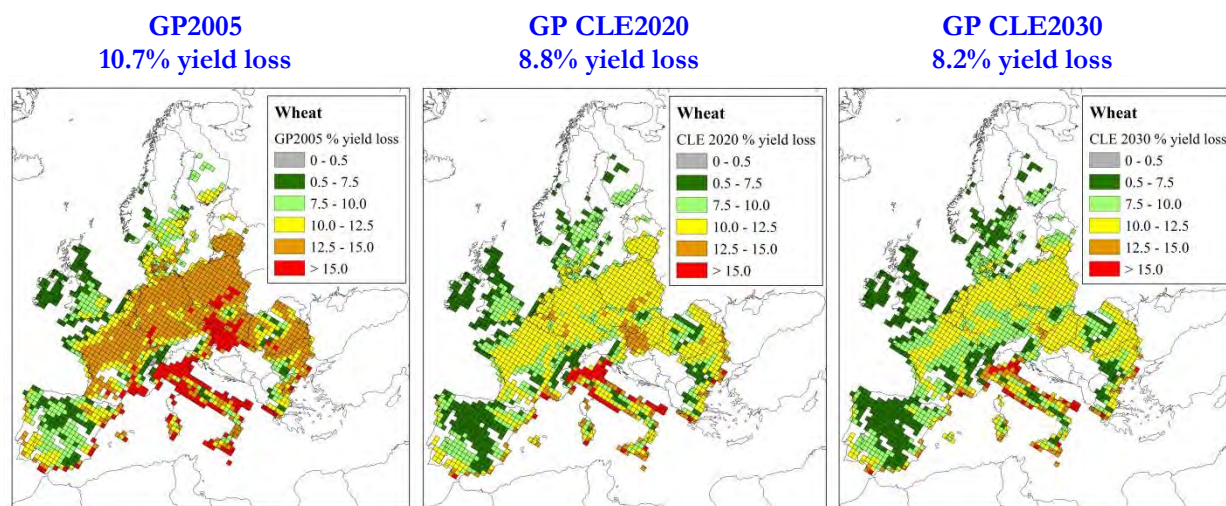 GP2005
10.7% yield loss
GP CLE2020
8.8% yield loss
GP CLE2030
8.2% yield loss
Wheat
GP2005 % yield loss
0 - 0.5
0.5 - 7.5
7.5 - 10.0
10.0 - 12.5
12.5 - 15.0
> 15.0
Wheat
CLE 2020 % yield loss
0 - 0.5
0.5 - 7.5
7.5 - 10.0
10.0 - 12.5
12.5 - 15.0
> 15.0
Wheat
CLE 2030 % yield loss
0 - 0.5
0.5 - 7.5
7.5 - 10.0
10.0 - 12.5
12.5 - 15.0
> 15.0